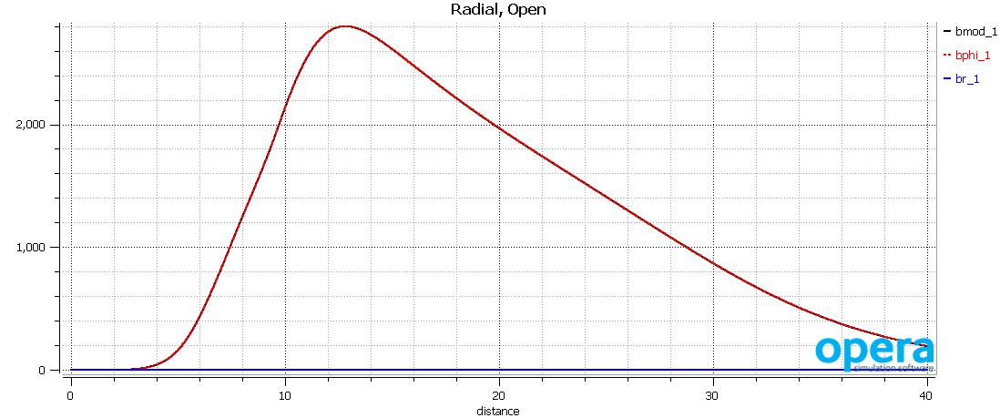 Radial, Open
bmod_1
bphi_1
br_1
2,000
1,000
0
0
10
20
30
40
distance
opera
simulation software